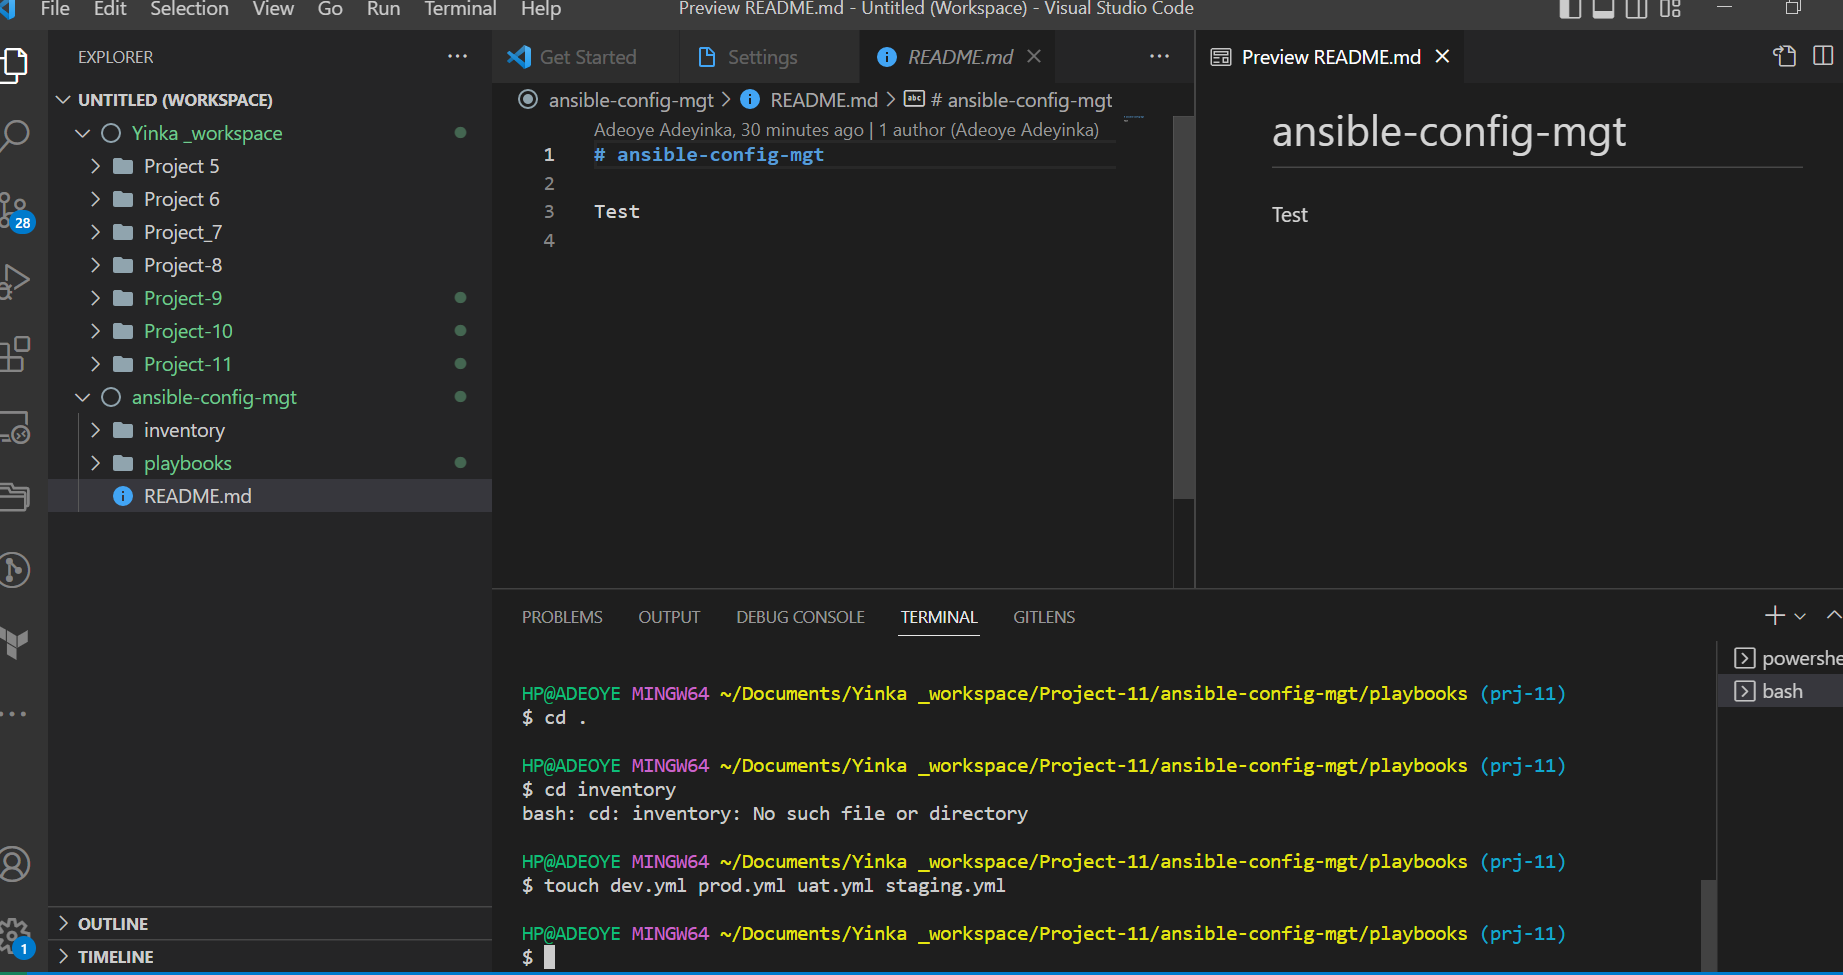 File Edit Selection View Go Run Terminal Help
Preview README.md - Untitled (Workspace) - Visual Studio Code
EXPLORER
UNTITLED (WORKSPACE)
Yinka _workspace
Project 5
Project 6
Project_7
Project-8
Project-9
Project-10
Project-11
ansible-config-mgt
inventory
playbooks
README.md
OUTLINE
TIMELINE
28
1
Get Started
Settings
README.md
ansible-config-mgt > README.md > # ansible-config-mgt
Adeoye Adeyinka, 30 minutes ago | 1 author (Adeoye Adeyinka)
1 # ansible-config-mgt
2
3 Test
4
Preview README.md
ansible-config-mgt
Test
PROBLEMS OUTPUT DEBUG CONSOLE TERMINAL GITLENS
HP@ADEOYE MINGW64 ~/Documents/Yinka _workspace/Project-11/ansible-config-mgt/playbooks (prj-11)
$ cd .
HP@ADEOYE MINGW64 ~/Documents/Yinka _workspace/Project-11/ansible-config-mgt/playbooks (prj-11)
$ cd inventory
bash: cd: inventory: No such file or directory
HP@ADEOYE MINGW64 ~/Documents/Yinka _workspace/Project-11/ansible-config-mgt/playbooks (prj-11)
$ touch dev.yml prod.yml uat.yml staging.yml
HP@ADEOYE MINGW64 ~/Documents/Yinka _workspace/Project-11/ansible-config-mgt/playbooks (prj-11)
$
powershe
bash